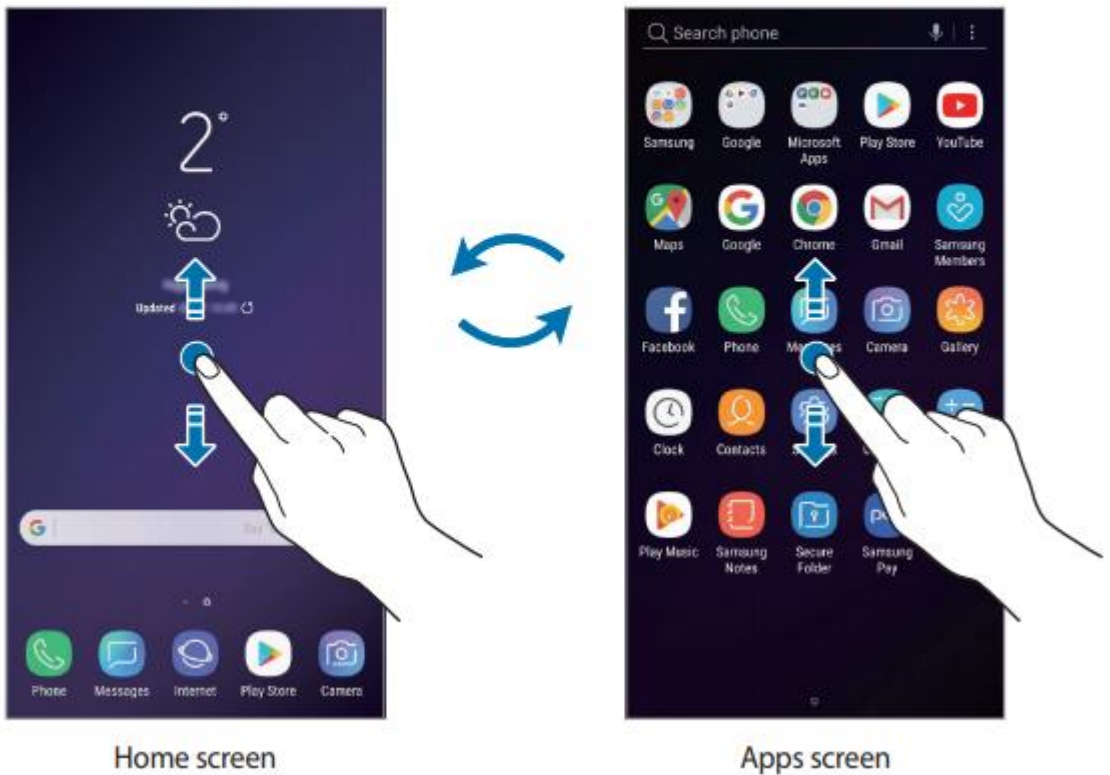 2°
Updated
Phone Messages Internet Play Store Camera
Home screen
Search phone
Samsung Google Microsoft Play Store YouTube
Apps
Maps Google Chrome Gmail Samsung
Members
Facebook Phone Camera Gallery
Clock Contacts
Play Music Samsung Secure Samsung
Notes Folder Pay
Apps screen